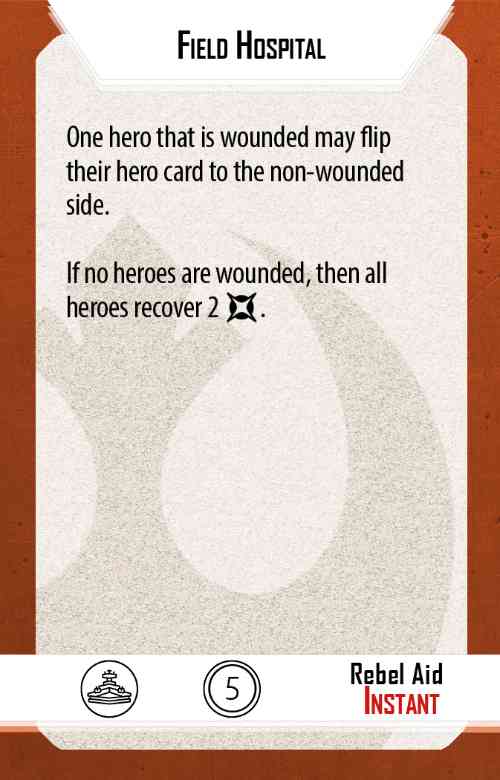 Field Hospital
One hero that is wounded may flip
their hero card to the non-wounded
side.
If no heroes are wounded, then all
heroes recover 2 .
5
Rebel Aid
Instant